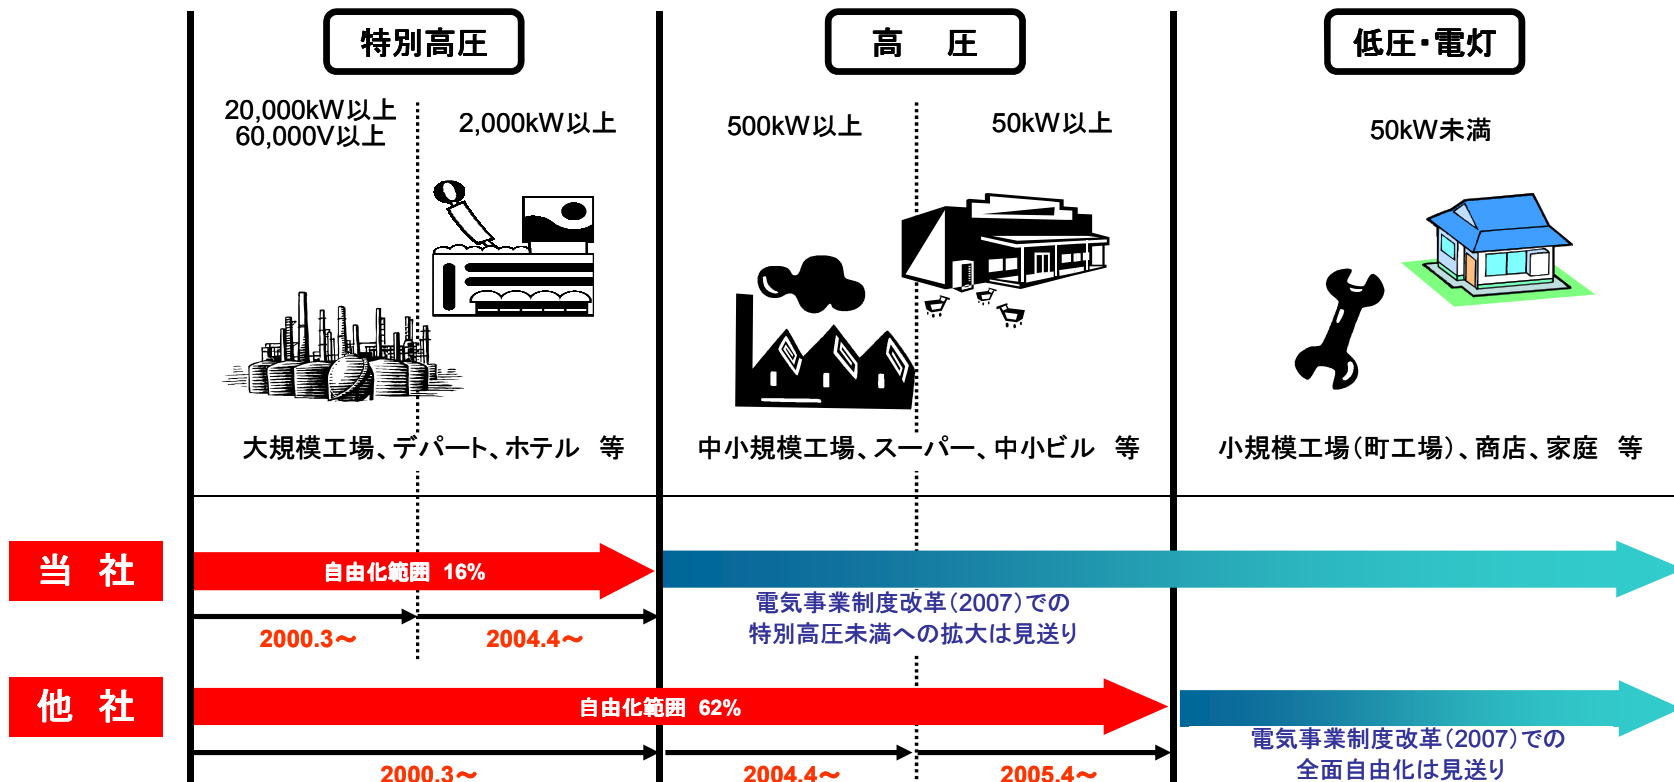 特別高圧
高　圧
低圧・電灯
20,000kW以上
60,000V以上
2,000kW以上
500kW以上
50kW以上
50kW未満
大規模工場、デパート、ホテル　等
中小規模工場、スーパー、中小ビル　等
小規模工場（町工場）、商店、家庭　等
当　社
自由化範囲 16%
電気事業制度改革（2007）での
特別高圧未満への拡大は見送り
2000.3～
2004.4～
他　社
自由化範囲 62%
電気事業制度改革（2007）での
全面自由化は見送り
2000.3～
2004.4～
2005.4～